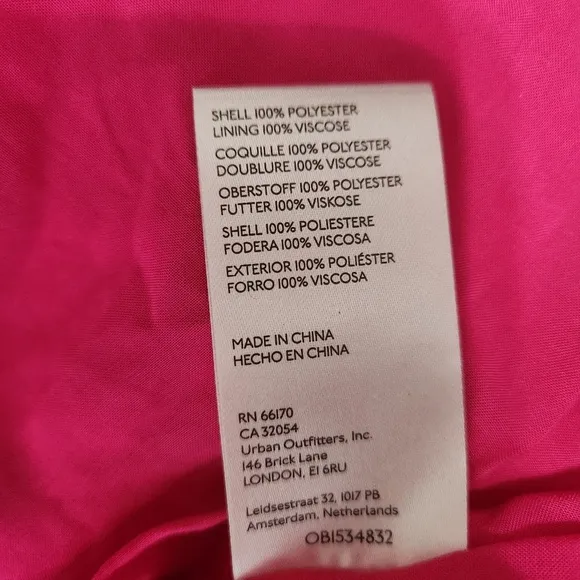 SHELL 100% POLYESTER
LINING 100% VISCOSE
COQUILLE 100% POLYESTER
DOUBLURE 100% VISCOSE
OBERSTOFF 100% POLYESTER
FUTTER 100% VISKOSE
SHELL 100% POLIESTERE
FODERA 100% VISCOSA
EXTERIOR 100% POLIÉSTER
FORRO 100% VISCOSA
MADE IN CHINA
HECHO EN CHINA
RN 66170
CA 32054
Urban Outfitters, Inc.
146 Brick Lane
LONDON, E1 6RU
Leidsestraat 32, 1017 PB
Amsterdam, Netherlands
OB1534832